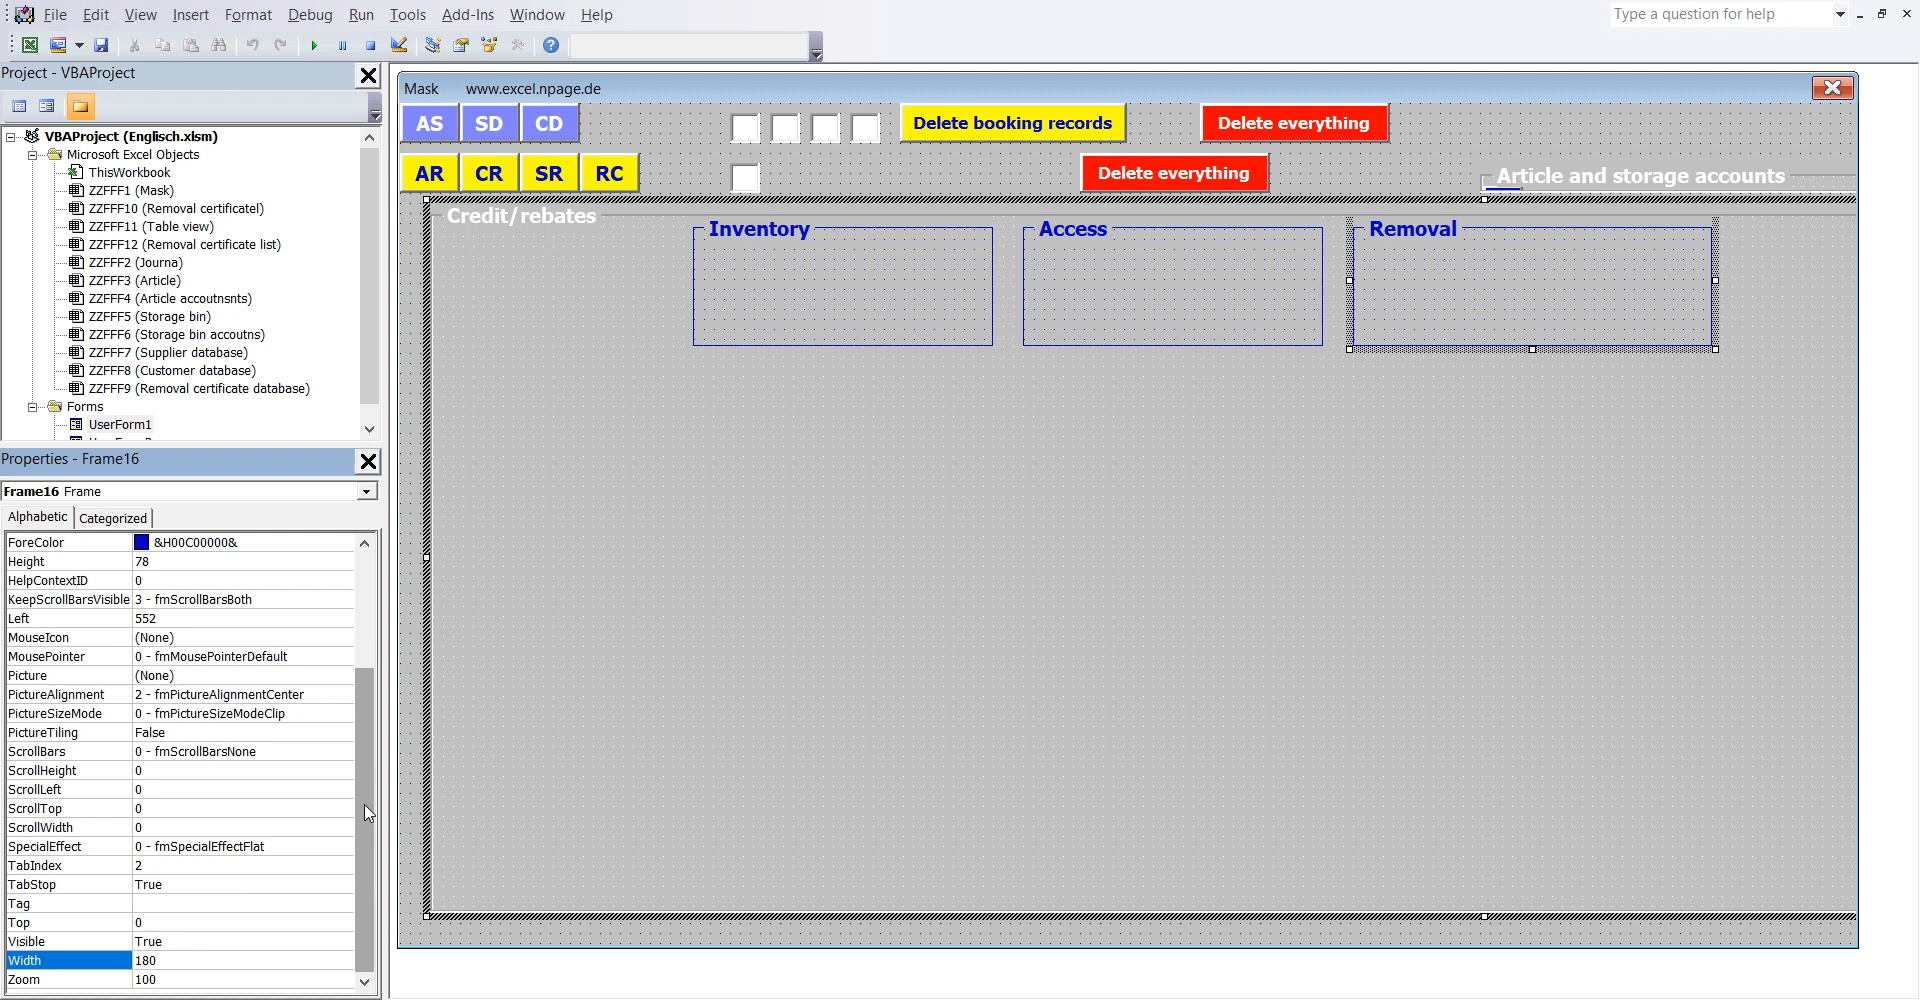 File Edit View Insert Format Debug Run Tools Add-Ins Window Help
Type a question for help
Project - VBAProject
VBAProject (Englisch.xlsm)
Microsoft Excel Objects
ThisWorkbook
ZZFFF1 (Mask)
ZZFFF10 (Removal certificatel)
ZZFFF11 (Table view)
ZZFFF12 (Removal certificate list)
ZZFFF2 (Journa)
ZZFFF3 (Article)
ZZFFF4 (Article accoutnsnts)
ZZFFF5 (Storage bin)
ZZFFF6 (Storage bin accoutns)
ZZFFF7 (Supplier database)
ZZFFF8 (Customer database)
ZZFFF9 (Removal certificate database)
Forms
UserForm1
Properties - Frame16
Frame16 Frame
Alphabetic Categorized
ForeColor &H00C00000&
Height 78
HelpContextID 0
KeepScrollBarsVisible 3 - fmScrollBarsBoth
Left 552
MouseIcon (None)
MousePointer 0 - fmMousePointerDefault
Picture (None)
PictureAlignment 2 - fmPictureAlignmentCenter
PictureSizeMode 0 - fmPictureSizeModeClip
PictureTiling False
ScrollBars 0 - fmScrollBarsNone
ScrollHeight 0
ScrollLeft 0
ScrollTop 0
ScrollWidth 0
SpecialEffect 0 - fmSpecialEffectFlat
TabIndex 2
TabStop True
Tag
Top 0
Visible True
Width 180
Zoom 100
Mask www.excel.npage.de
AS SD CD Delete booking records Delete everything
AR CR SR RC Delete everything Article and storage accounts
Credit/rebates
Inventory Access Removal